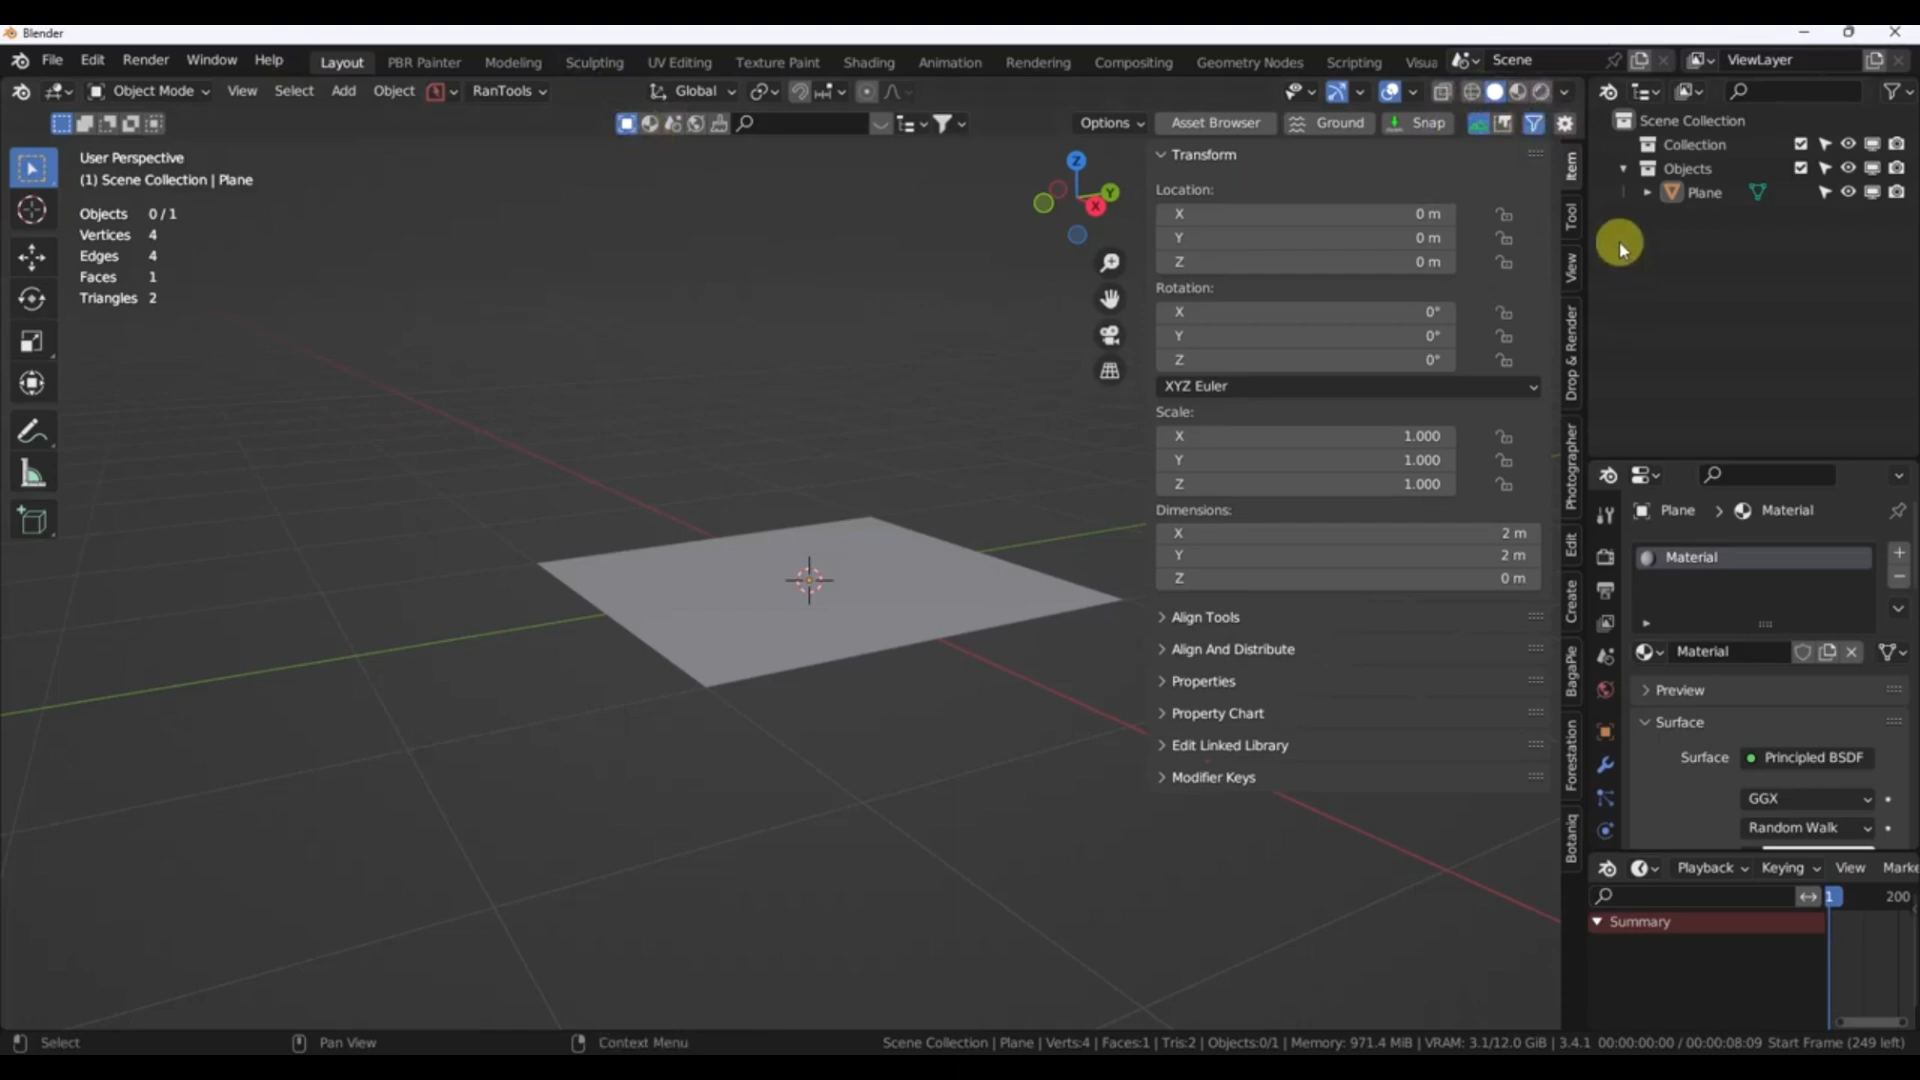 Blender
File Edit Render Window Help Layout PBR Painter Modeling Sculpting UV Editing Texture Paint Shading Animation Rendering Compositing Geometry Nodes Scripting Visua Scene ViewLayer
Object Mode View Select Add Object RanTools Global
Options Asset Browser Ground Snap
User Perspective
(1) Scene Collection | Plane
Objects 0 / 1
Vertices 4
Edges 4
Faces 1
Triangles 2
Z
Y
X
Transform
Location:
X 0 m
Y 0 m
Z 0 m
Rotation:
X 0°
Y 0°
Z 0°
XYZ Euler
Scale:
X 1.000
Y 1.000
Z 1.000
Dimensions:
X 2 m
Y 2 m
Z 0 m
Align Tools
Align And Distribute
Properties
Property Chart
Edit Linked Library
Modifier Keys
Item
Tool
View
Drop & Render
Photographer
Edit
Create
BagaPie
Forestation
Botaniq
Scene Collection
Collection
Objects
Plane
Plane > Material
Material
Material
Preview
Surface
Surface Principled BSDF
GGX
Random Walk
Playback Keying View Marke
1 200
Summary
Select Pan View Context Menu Scene Collection | Plane | Verts:4 | Faces:1 | Tris:2 | Objects:0/1 | Memory: 971.4 MiB | VRAM: 3.1/12.0 GiB | 3.4.1 00:00:00:00 / 00:00:08:09 Start Frame (249 left)